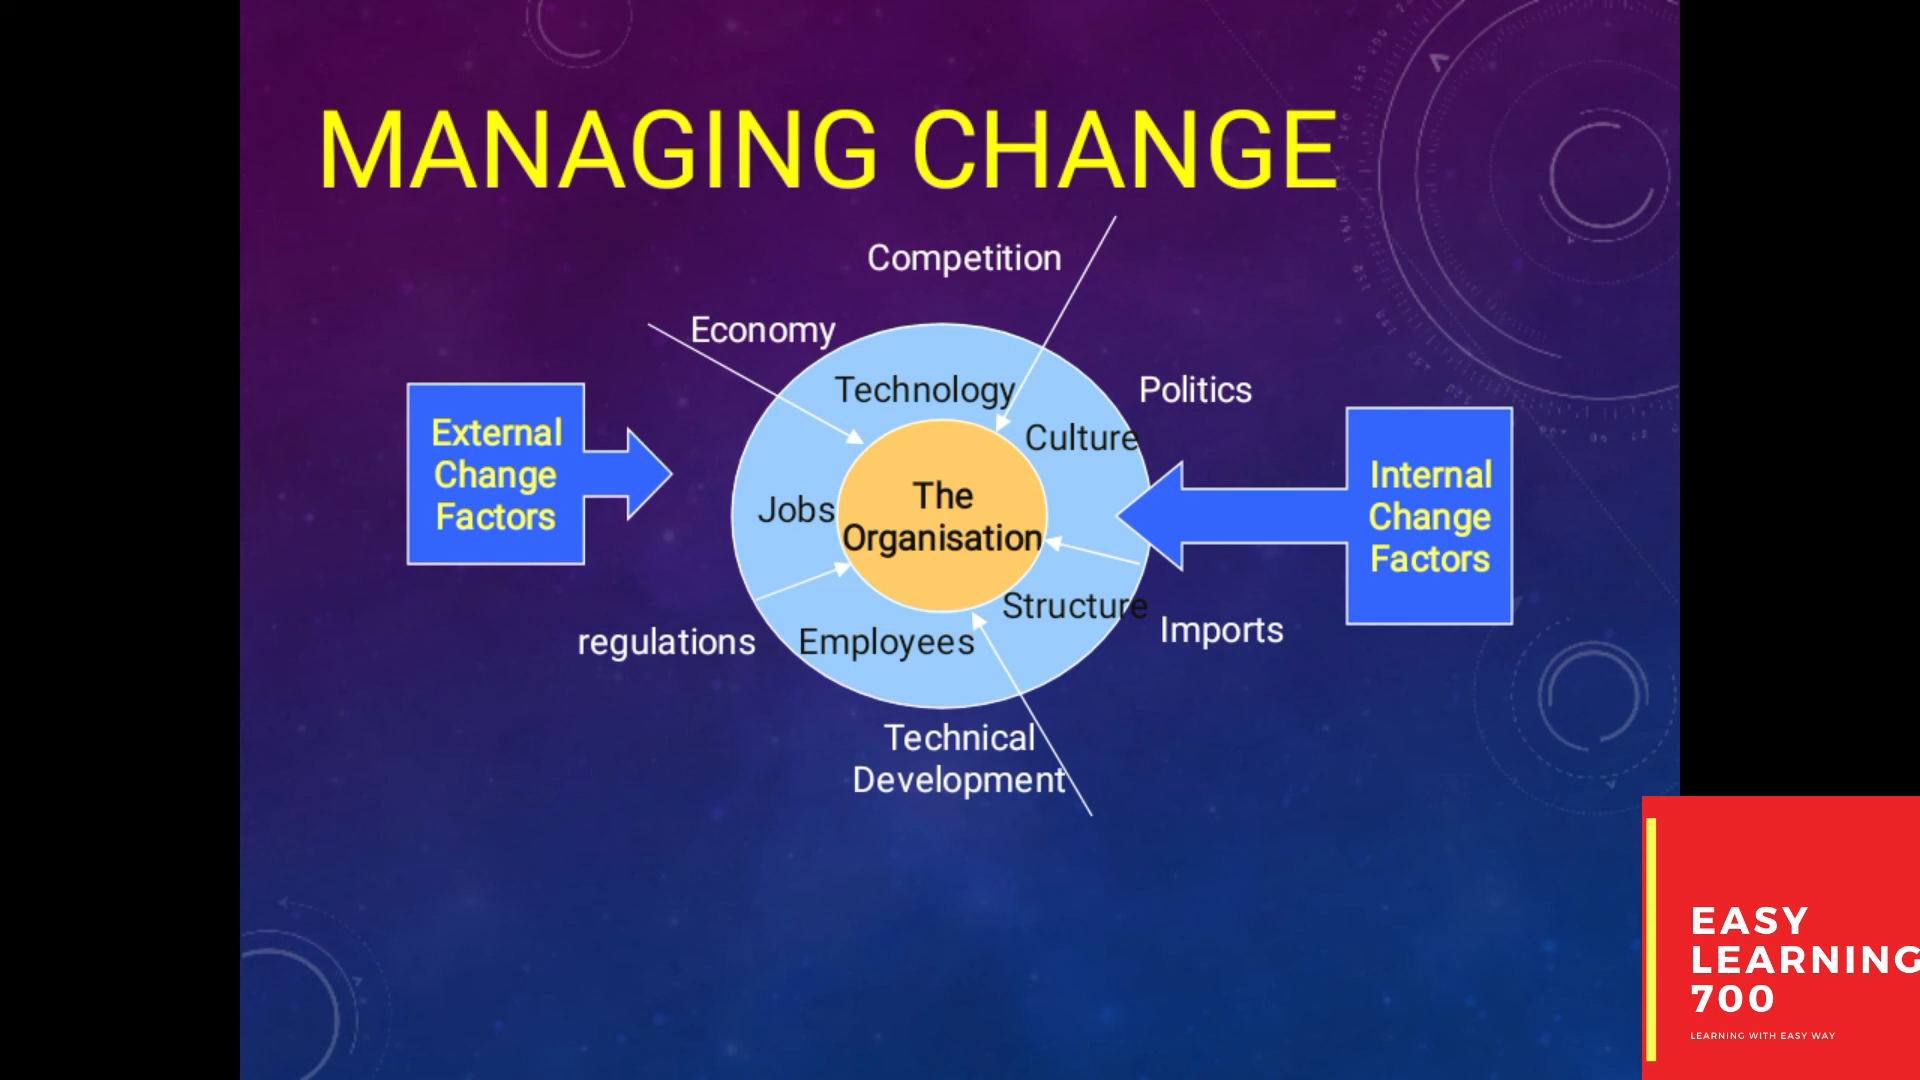 MANAGING CHANGE
Competition
Economy
Technology
Politics
Culture
External
Change
Factors
Jobs
The
Organisation
Internal
Change
Factors
Structure
Imports
regulations
Employees
Technical
Development
EASY
LEARNING
700
LEARNING WITH EASY WAY